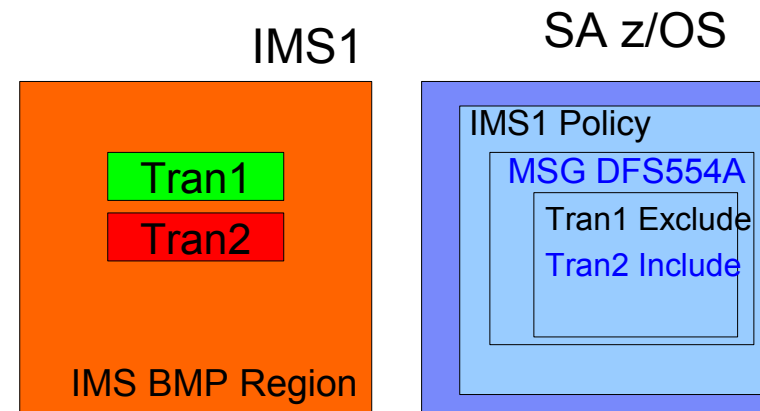 IMS1
Tran1
Tran2
IMS BMP Region
SA z/OS
IMS1 Policy
MSG DFS554A
Tran1 Exclude
Tran2 Include